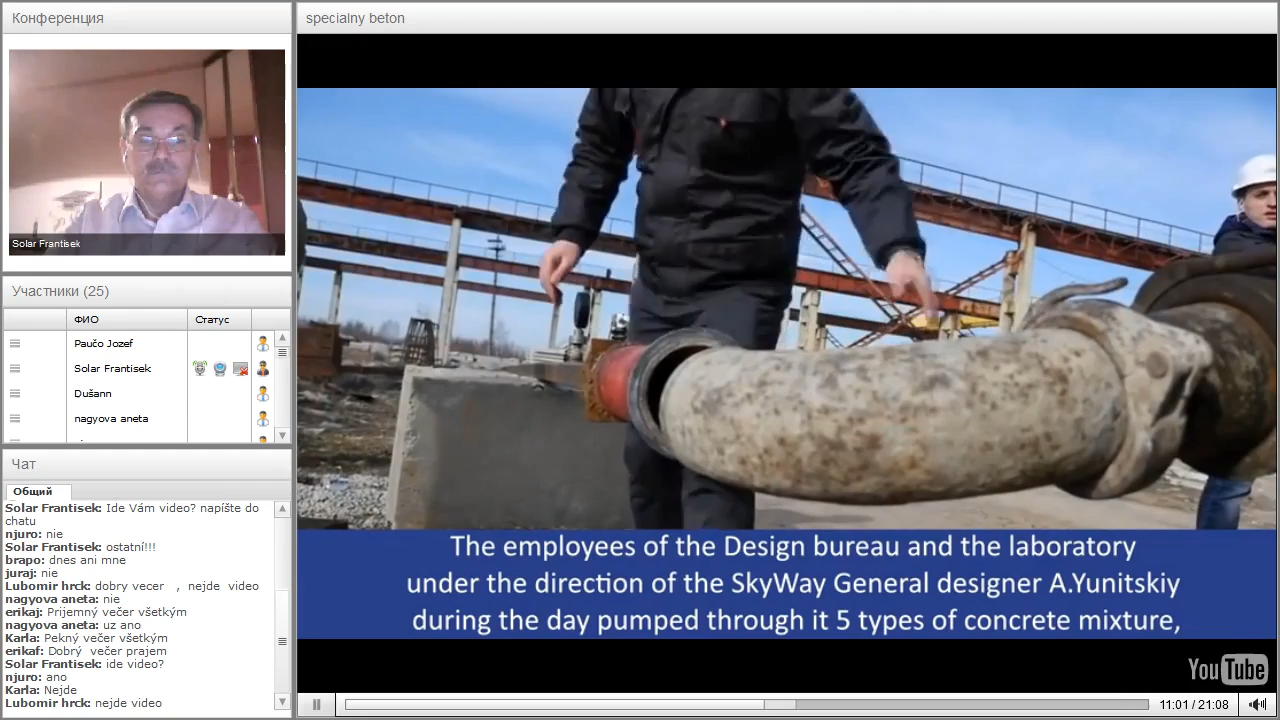 Конференция
Solar Frantisek
Участники (25)
ФИО
Статус
Paučo Jozef
Solar Frantisek
Dušann
nagyova aneta
Чат
Общий
Solar Frantisek: Ide Vám video? napíšte do
chatu
njuro: nie
Solar Frantisek: ostatní!!!
brapo: dnes ani mne
juraj: nie
Lubomir hrck: dobry vecer , nejde video
nagyova aneta: nie
erikaj: Prijemný večer všetkým
nagyova aneta: uz ano
Karla: Pekný večer všetkým
erikaf: Dobrý večer prajem
Solar Frantisek: ide video?
njuro: ano
Karla: Nejde
Lubomir hrck: nejde video
specialny beton
The employees of the Design bureau and the laboratory
under the direction of the SkyWay General designer A.Yunitskiy
during the day pumped through it 5 types of concrete mixture,
YouTube
11:01 / 21:08